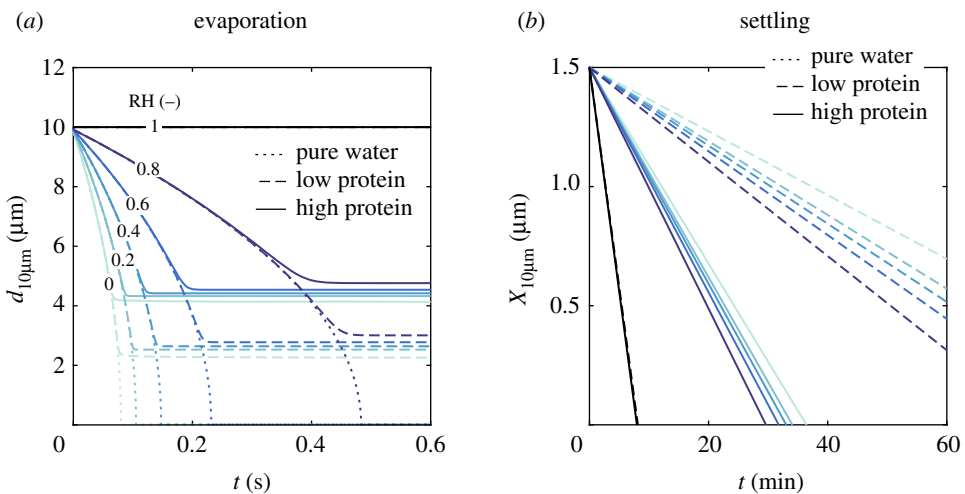 (a) evaporation
12
10
8
6
4
2
0 0.2 0.4 0.6
d10μm (μm)
t (s)
RH (–)
1
0.8
0.6
0.4
0.2
0
pure water
low protein
high protein
(b) settling
1.5
1.0
0.5
0 20 40 60
X10μm (μm)
t (min)
pure water
low protein
high protein